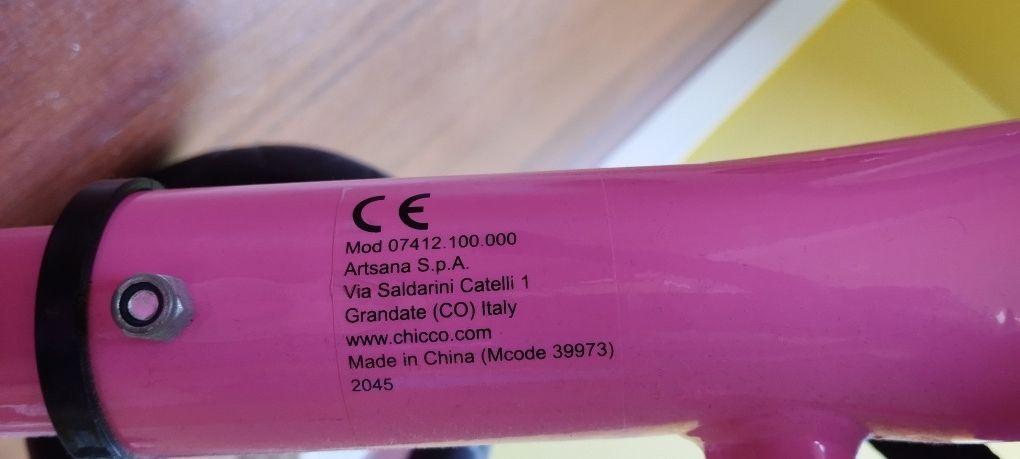 CE
Mod 07412.100.000
Artsana S.p.A.
Via Saldarini Catelli 1
Grandate (CO) Italy
www.chicco.com
Made in China (Mcode 39973)
2045